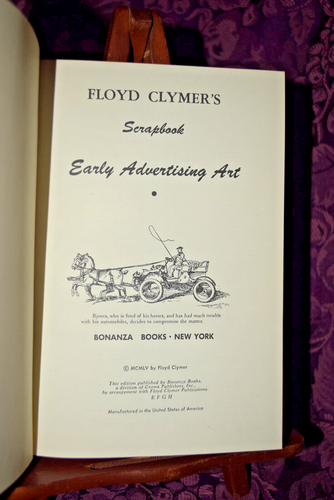 FLOYD CLYMER'S
Scrapbook
Early Advertising Art
Byrnes, who is fond of his horses, and has had much trouble
with his automobiles, decides to compromise the matter.
BONANZA BOOKS • NEW YORK
© MCMLV by Floyd Clymer
This edition published by Bonanza Books,
a division of Crown Publishers, Inc.,
by arrangement with Floyd Clymer Publications
E F G H
Manufactured in the United States of America